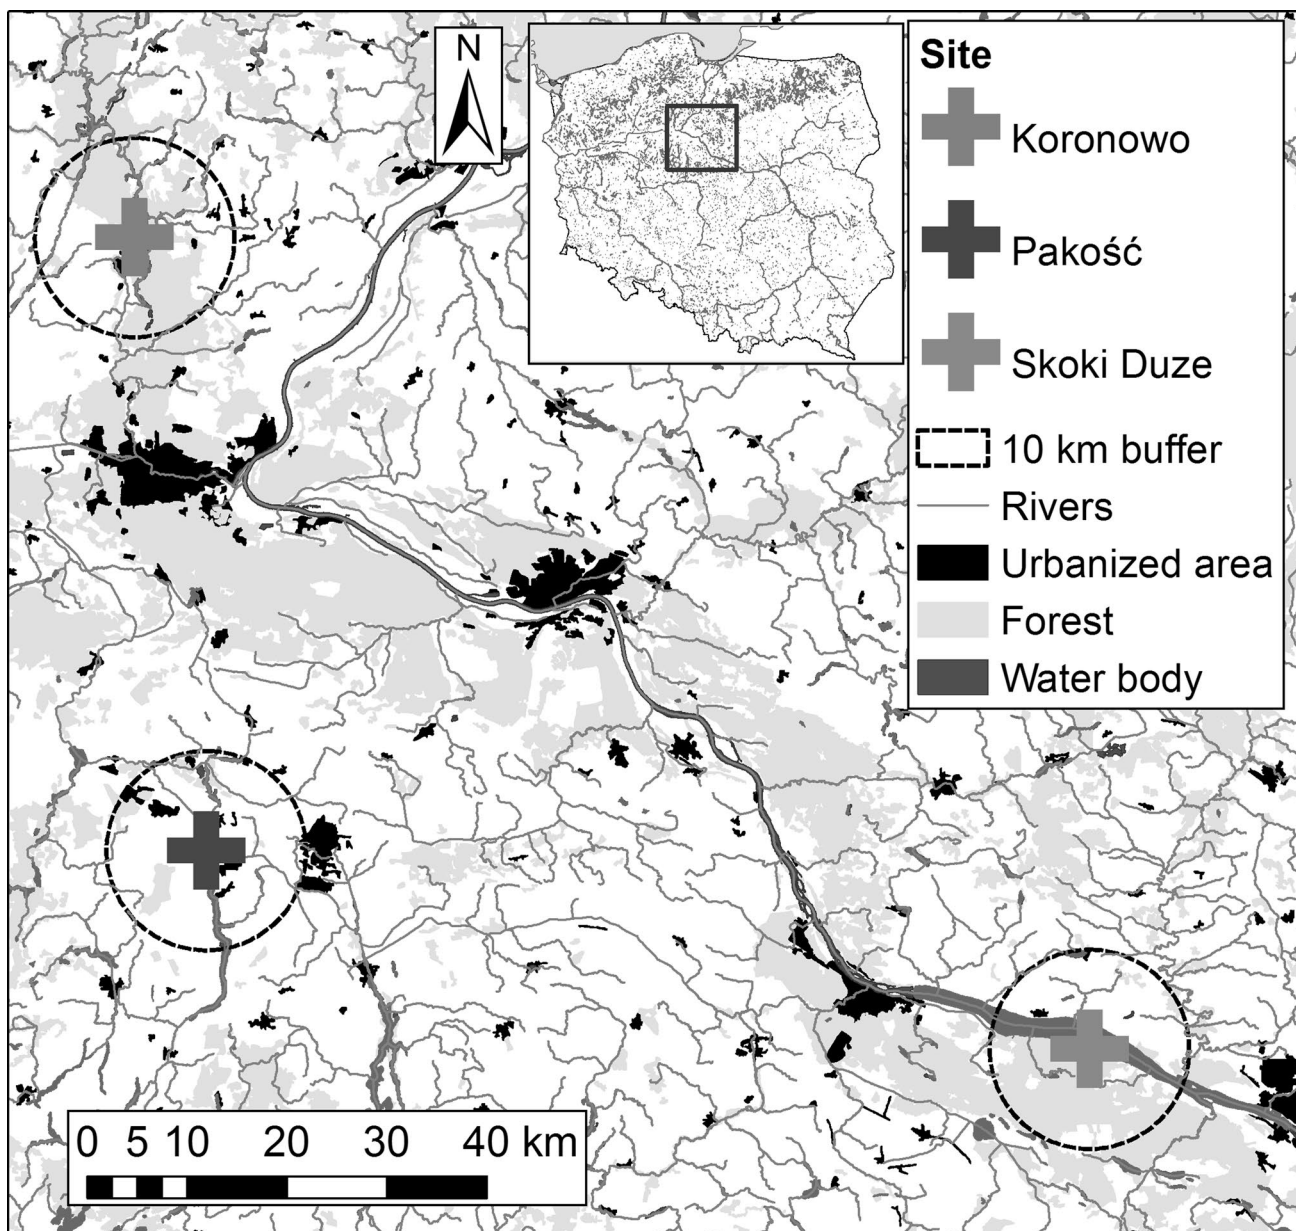 N
Site
Koronowo
Pakość
Skoki Duze
10 km buffer
Rivers
Urbanized area
Forest
Water body
0 5 10 20 30 40 km